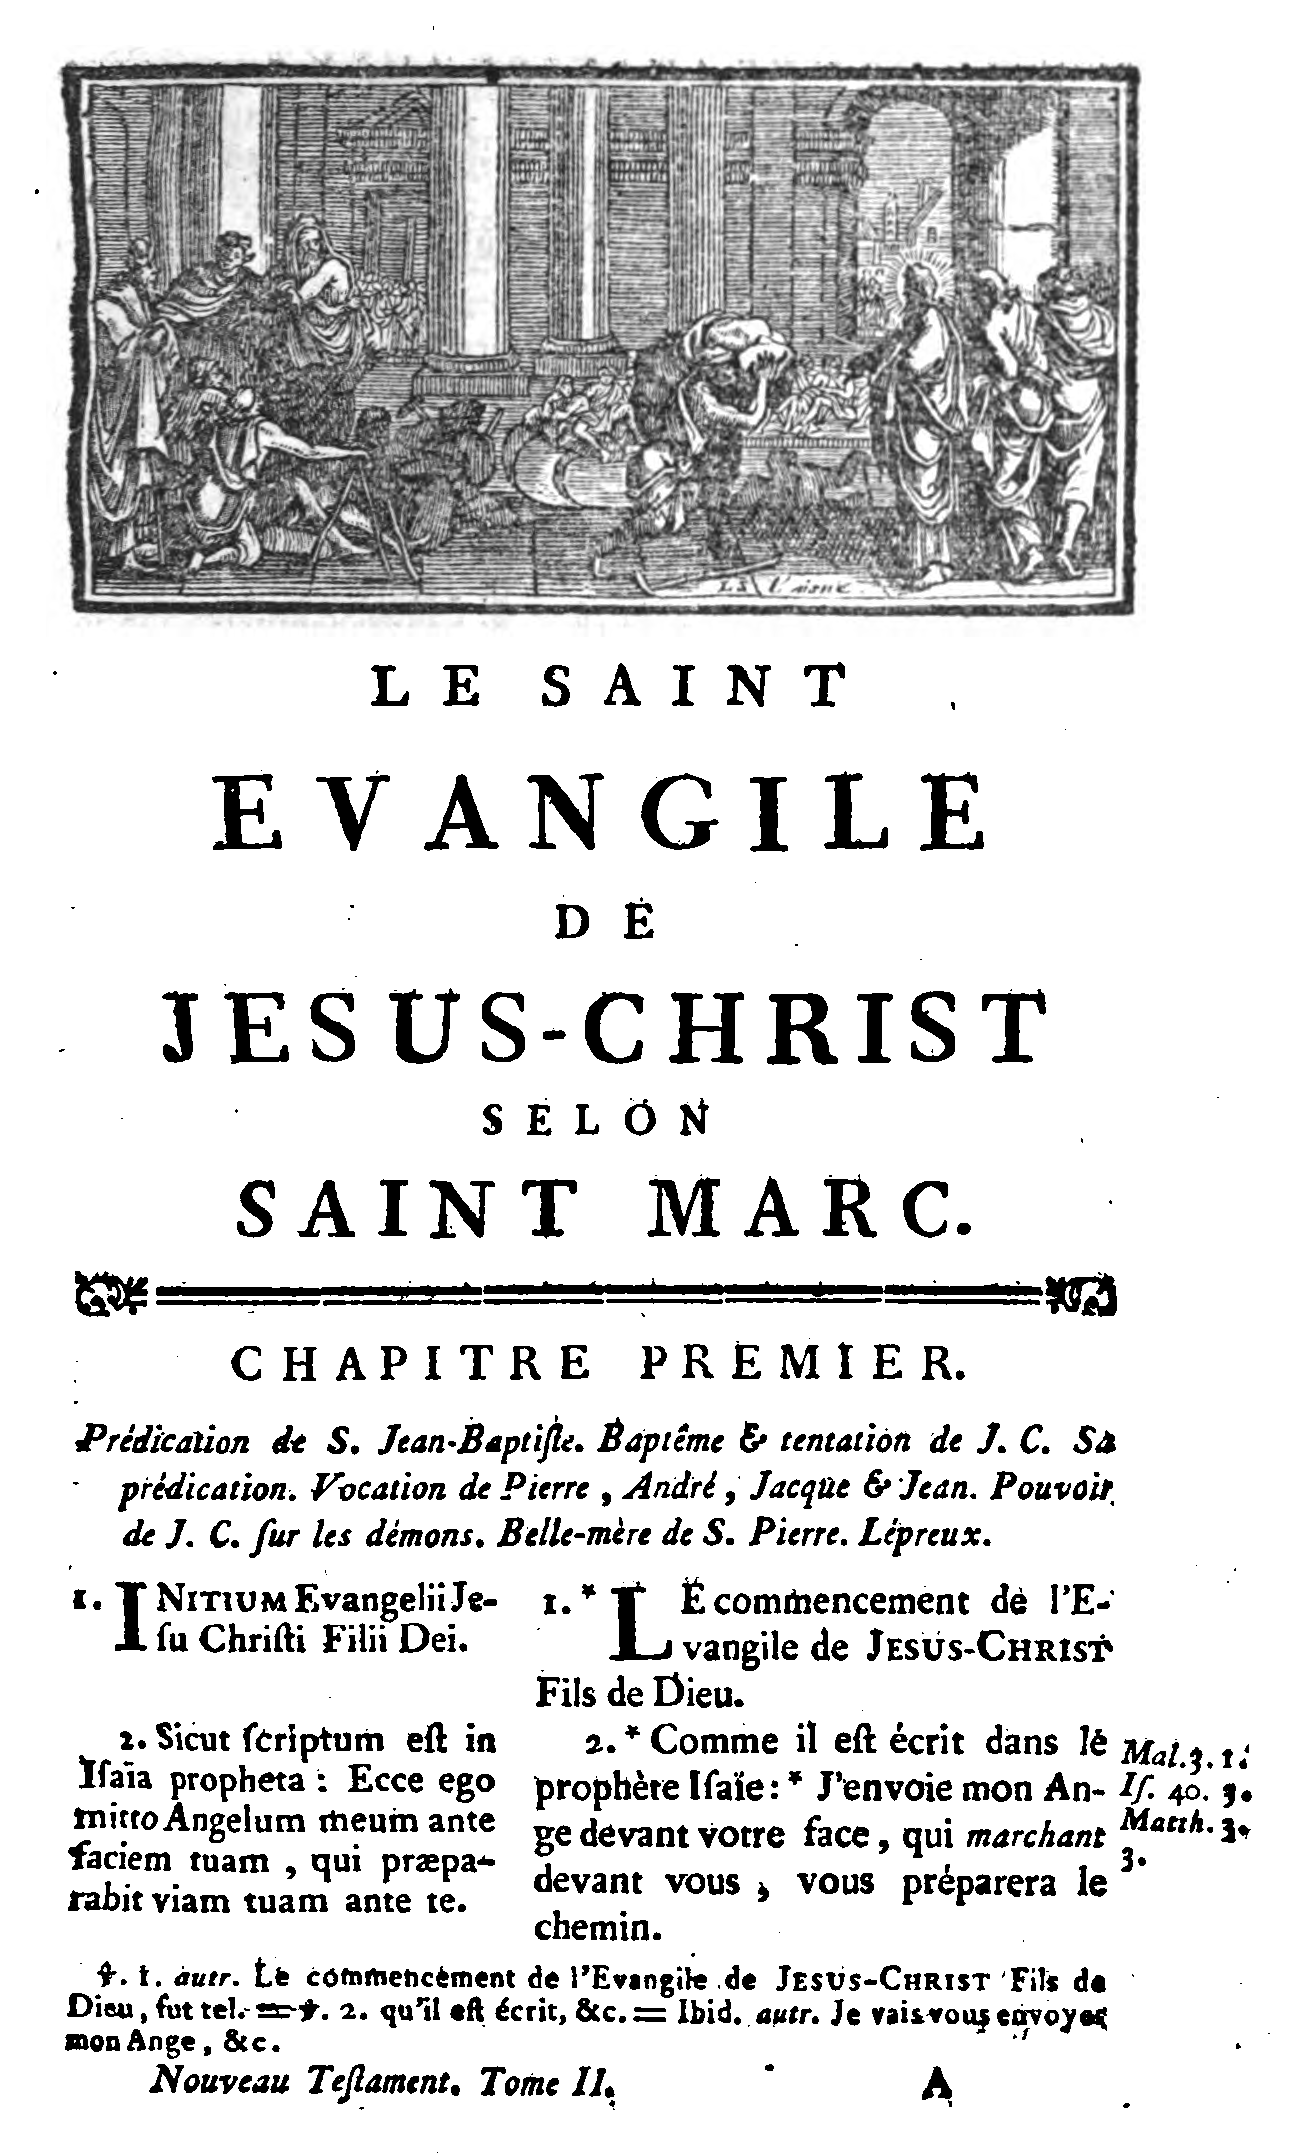 LE SAINT
EVANGILE
DE
JESUS-CHRIST
SELON
SAINT MARC.
CHAPITRE PREMIER.
Prédication de S. Jean-Baptiſte. Baptême & tentation de J. C. Sa
prédication. Vocation de Pierre, André, Jacque & Jean. Pouvoir
de J. C. ſur les démons. Belle-mère de S. Pierre. Lépreux.
1. INITIUM Evangelii Je-
ſu Chriſti Filii Dei.
2. Sicut ſcriptum eſt in
Iſaïa propheta : Ecce ego
mitto Angelum meum ante
faciem tuam, qui præpa-
rabit viam tuam ante te.
1. * LE commencement de l'E-
vangile de JESUS-CHRIST
Fils de Dieu.
2. * Comme il eſt écrit dans le
prophète Iſaïe : * J'envoie mon An-
ge devant votre face, qui marchant
devant vous, vous préparera le
chemin.
Mal. 3. 1.
Iſ. 40. 3.
Matth. 3.
3.
℣. 1. autr. Le commencement de l'Evangile de JESUS-CHRIST Fils de
Dieu, fut tel. = ℣. 2. qu'il eſt écrit, &c. = Ibid. autr. Je vais vous envoyer
mon Ange, &c.
Nouveau Teſtament. Tome II. A